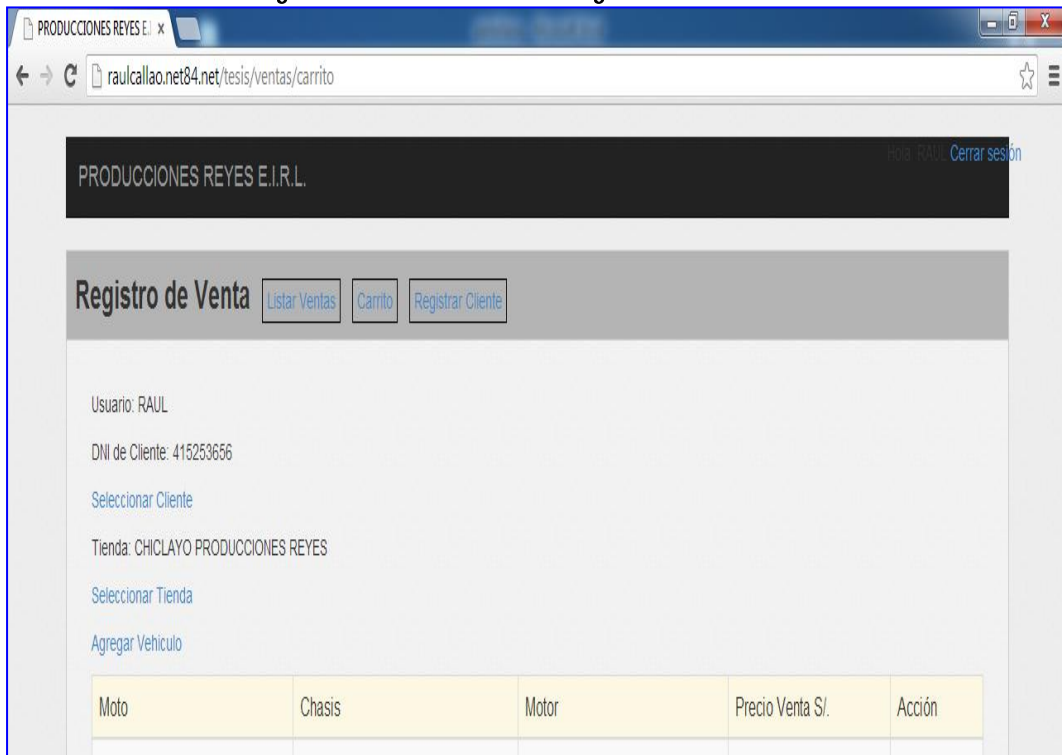 PRODUCCIONES REYES E.
raulcallao.net84.net/tesis/ventas/carrito
Hola RAUL Cerrar sesión
PRODUCCIONES REYES E.I.R.L.
Registro de Venta Listar Ventas Carrito Registrar Cliente
Usuario: RAUL
DNI de Cliente: 415253656
Seleccionar Cliente
Tienda: CHICLAYO PRODUCCIONES REYES
Seleccionar Tienda
Agregar Vehiculo
Moto Chasis Motor Precio Venta S/. Acción